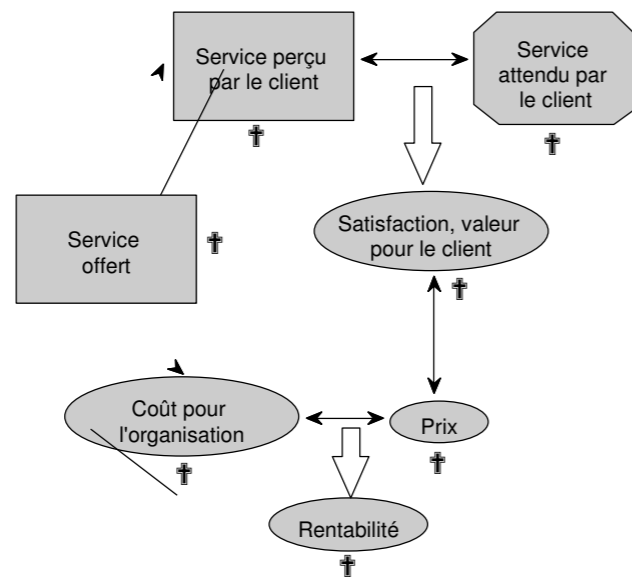 Service perçu
par le client
Service
attendu par
le client
Service
offert
Satisfaction, valeur
pour le client
Coût pour
l'organisation
Prix
Rentabilité